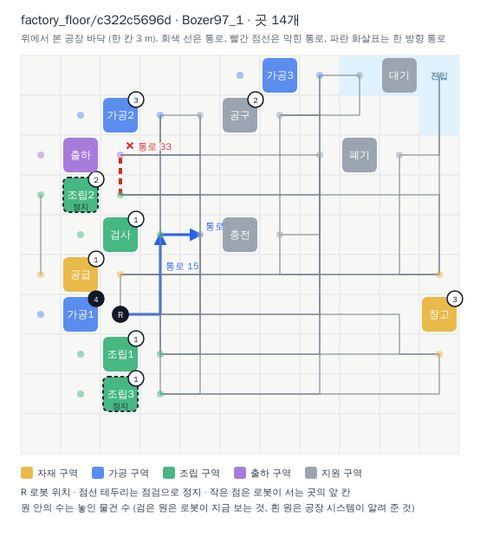 factory_floor/c322c5696d · Bozer97_1 · 곳 14개
위에서 본 공장 바닥 (한 칸 3 m). 회색 선은 통로, 빨간 점선은 막힌 통로, 파란 화살표는 한 방향 통로
가공3
대기
진입
3
2
가공2
공구
✕ 통로 33
출하
폐기
2
조립2
정지
1
통로
검사
충전
1
통로 15
공급
4
3
가공1
R
창고
1
조립1
1
조립3
정지
자재 구역
가공 구역
조립 구역
출하 구역
지원 구역
R 로봇 위치 · 점선 테두리는 점검으로 정지 · 작은 점은 로봇이 서는 곳의 앞 칸
원 안의 수는 놓인 물건 수 (검은 원은 로봇이 지금 보는 것, 흰 원은 공장 시스템이 알려 준 것)